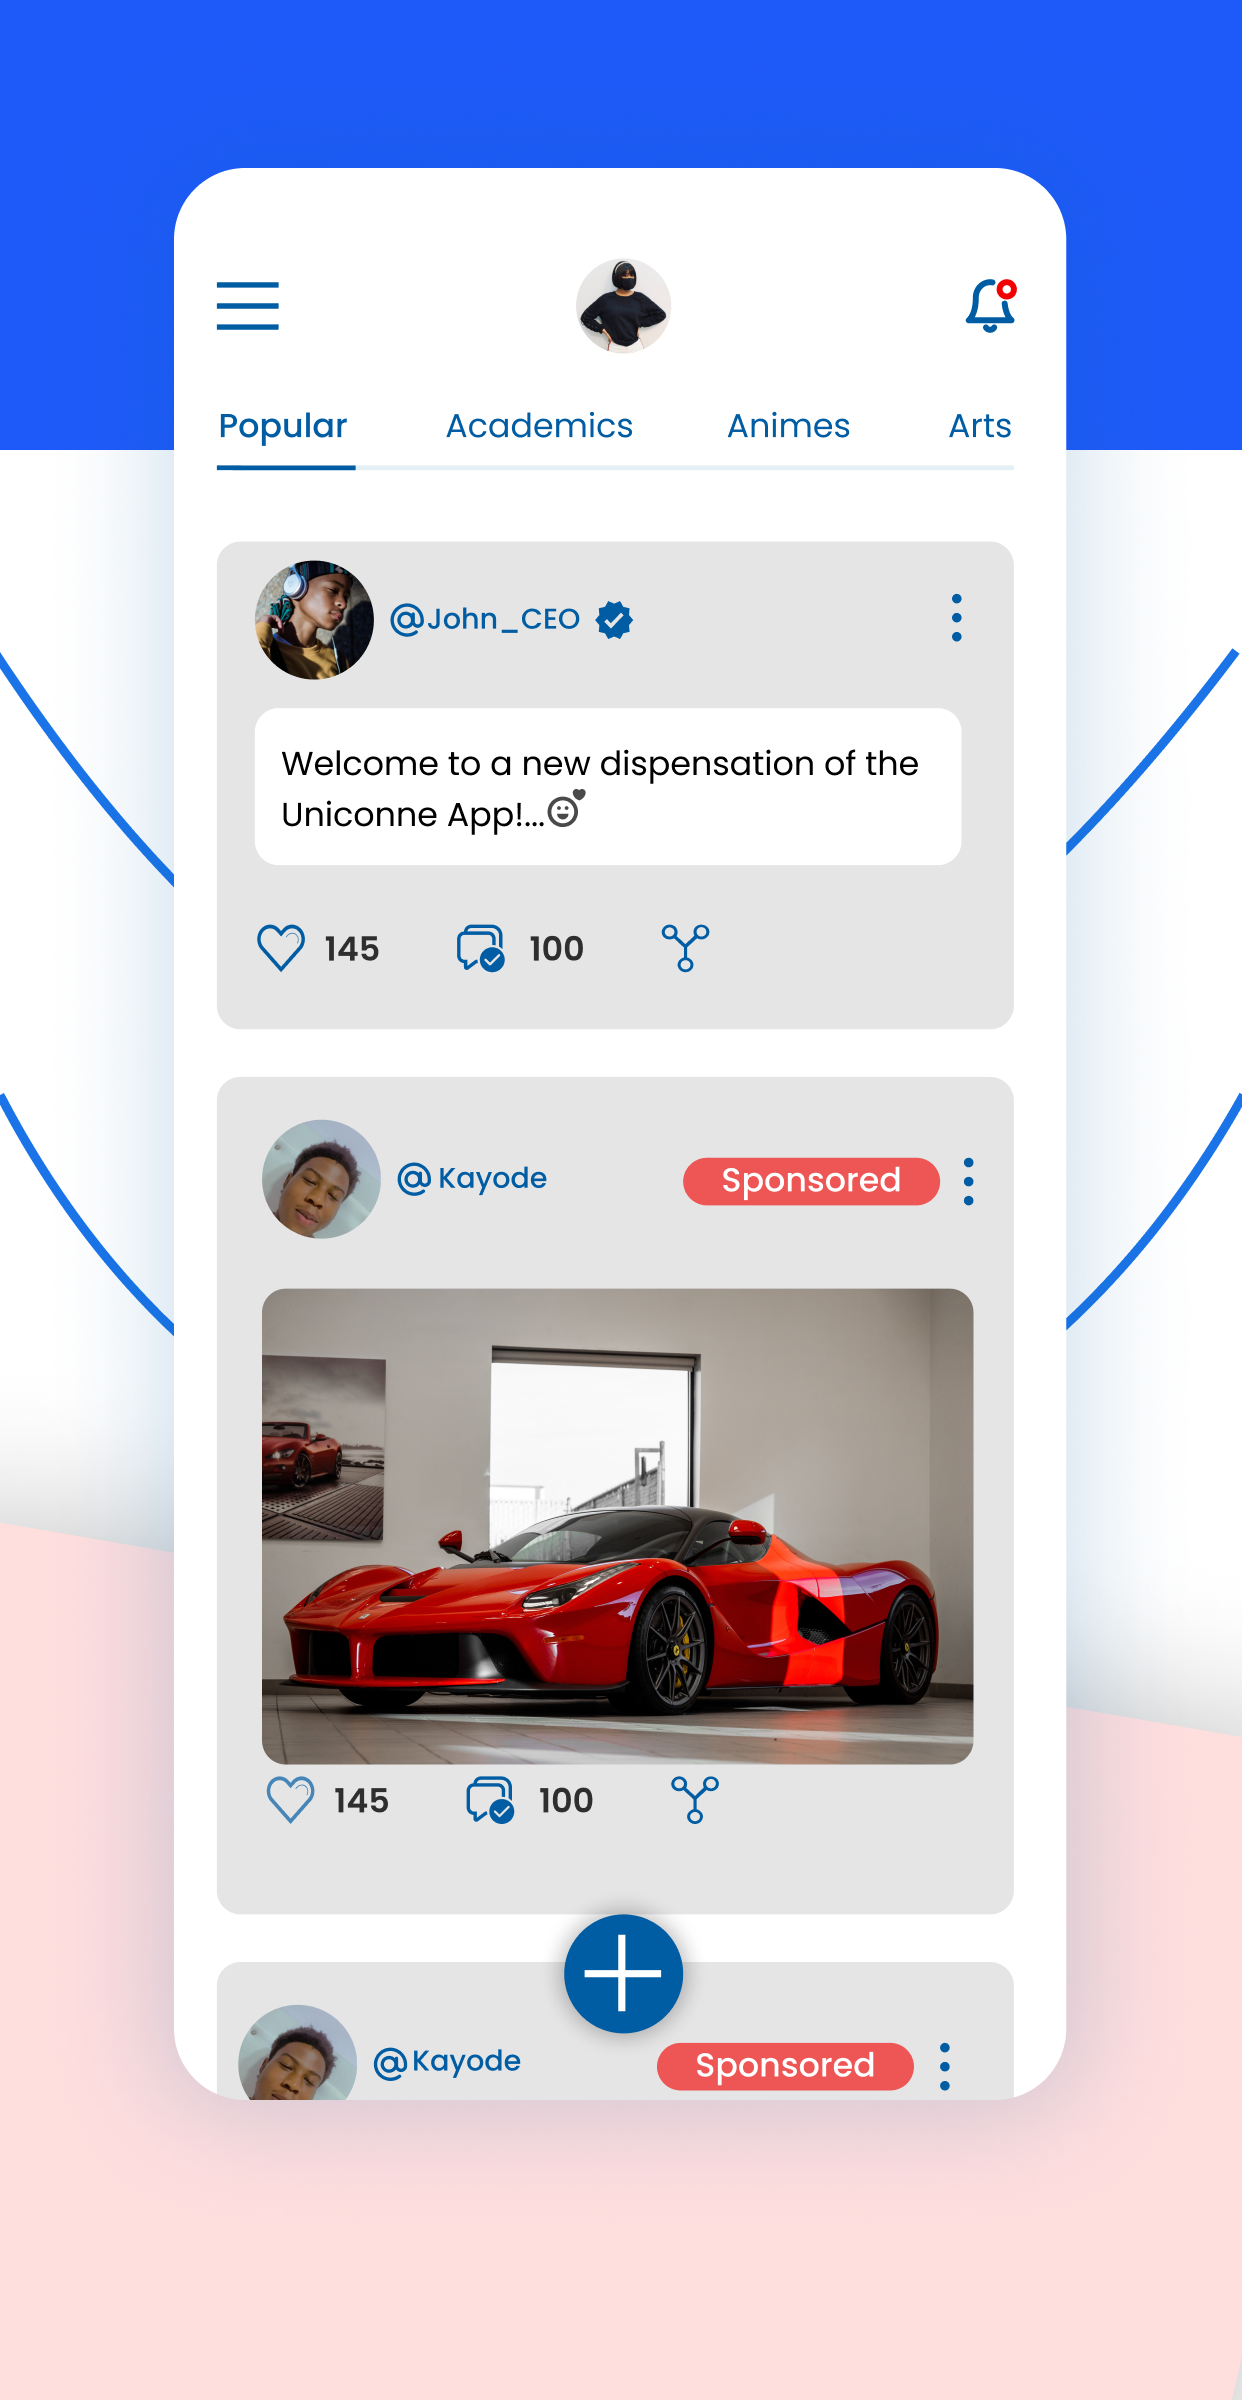 Popular Academics Animes Arts
@John_CEO
Welcome to a new dispensation of the
Uniconne App!...
145 100
@Kayode Sponsored
145 100
@Kayode Sponsored